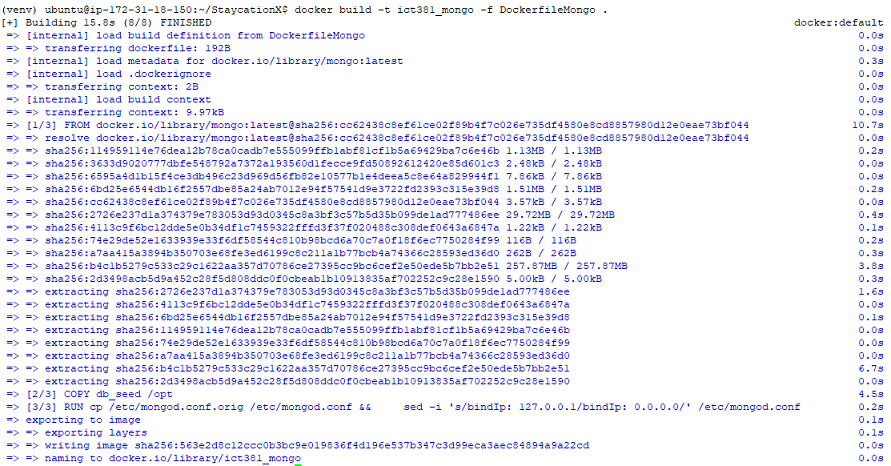 (venv) ubuntu@ip-172-31-18-150:~/StaycationX$ docker build -t ict381_mongo -f DockerfileMongo .
[+] Building 15.8s (8/8) FINISHED docker:default
=> [internal] load build definition from DockerfileMongo 0.0s
=> => transferring dockerfile: 192B 0.0s
=> [internal] load metadata for docker.io/library/mongo:latest 0.3s
=> [internal] load .dockerignore 0.0s
=> => transferring context: 2B 0.0s
=> [internal] load build context 0.0s
=> => transferring context: 9.97kB 0.0s
=> [1/3] FROM docker.io/library/mongo:latest@sha256:cc62438c8ef61ce02f89b4f7c026e735df4580e8cd8857980d12e0eae73bf044 10.7s
=> => resolve docker.io/library/mongo:latest@sha256:cc62438c8ef61ce02f89b4f7c026e735df4580e8cd8857980d12e0eae73bf044 0.0s
=> => sha256:114959114e76dea12b78ca0cadb7e555099ffb1abf81cf1b5a69429ba7c6e46b 1.13MB / 1.13MB 0.2s
=> => sha256:3633d9020777dbfe548792a7372a193560d1fecce9fd50892612420e85d601c3 2.48kB / 2.48kB 0.0s
=> => sha256:6595a4d1b15f4ce3db496c23d969d56fb82e10577b1e4deea5c8e64a829944f1 7.86kB / 7.86kB 0.0s
=> => sha256:6bd25e6544db16f2557dbe85a24ab7012e94f57541d9e3722fd2393c315e39d8 1.51MB / 1.51MB 0.2s
=> => sha256:cc62438c8ef61ce02f89b4f7c026e735df4580e8cd8857980d12e0eae73bf044 3.57kB / 3.57kB 0.0s
=> => sha256:2726e237d1a374379e783053d93d0345c8a3bf3c57b5d35b099de1ad777486ee 29.72MB / 29.72MB 0.4s
=> => sha256:4113c9f6bc12dde5e0b34df1c7459322fffd3f37f020488c308def0643a6847a 1.22kB / 1.22kB 0.1s
=> => sha256:74e29de52e1633939e33f6df58544c810b98bcd6a70c7a0f18f6ec7750284f99 116B / 116B 0.2s
=> => sha256:a7aa415a3894b350703e68fe3ed6199c8c211a1b77bcb4a74366c28593ed36d0 262B / 262B 0.3s
=> => sha256:b4c1b5279c533c29c1622aa357d70786ce27395cc9bc6cef2e50ede5b7bb2e51 257.87MB / 257.87MB 3.8s
=> => sha256:2d3498acb5d9a452c28f5d808ddc0f0cbeab1b10913835af702252c9c28e1590 5.00kB / 5.00kB 0.3s
=> => extracting sha256:2726e237d1a374379e783053d93d0345c8a3bf3c57b5d35b099de1ad777486ee 1.6s
=> => extracting sha256:4113c9f6bc12dde5e0b34df1c7459322fffd3f37f020488c308def0643a6847a 0.0s
=> => extracting sha256:6bd25e6544db16f2557dbe85a24ab7012e94f57541d9e3722fd2393c315e39d8 0.1s
=> => extracting sha256:114959114e76dea12b78ca0cadb7e555099ffb1abf81cf1b5a69429ba7c6e46b 0.1s
=> => extracting sha256:74e29de52e1633939e33f6df58544c810b98bcd6a70c7a0f18f6ec7750284f99 0.0s
=> => extracting sha256:a7aa415a3894b350703e68fe3ed6199c8c211a1b77bcb4a74366c28593ed36d0 0.0s
=> => extracting sha256:b4c1b5279c533c29c1622aa357d70786ce27395cc9bc6cef2e50ede5b7bb2e51 6.7s
=> => extracting sha256:2d3498acb5d9a452c28f5d808ddc0f0cbeab1b10913835af702252c9c28e1590 0.0s
=> [2/3] COPY db_seed /opt 4.5s
=> [3/3] RUN cp /etc/mongod.conf.orig /etc/mongod.conf &&     sed -i 's/bindIp: 127.0.0.1/bindIp: 0.0.0.0/' /etc/mongod.conf 0.2s
=> exporting to image 0.1s
=> => exporting layers 0.1s
=> => writing image sha256:563e2d8c12ccc0b3bc9e019836f4d196e537b347c3d99eca3aec84894a9a22cd 0.0s
=> => naming to docker.io/library/ict381_mongo 0.0s